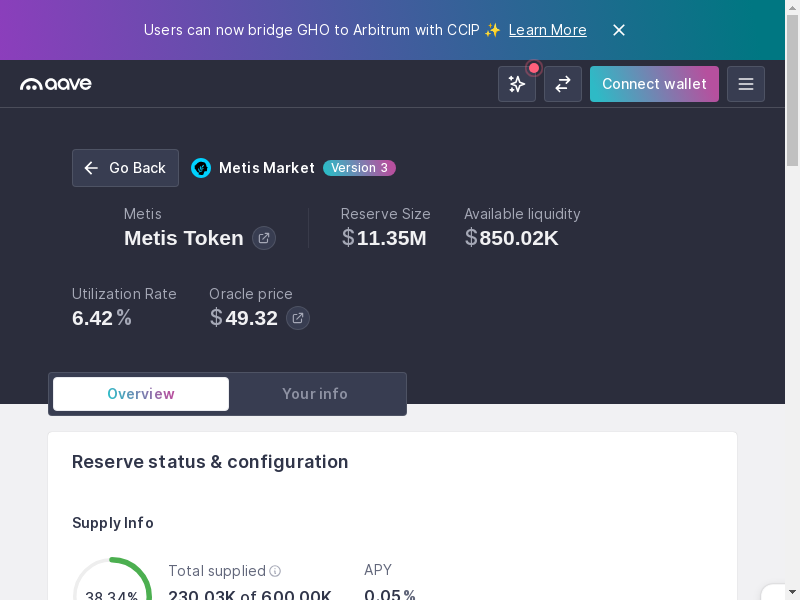 Users can now bridge GHO to Arbitrum with CCIP ✨ Learn More
aave
Connect wallet
Go Back
Metis Market
Version 3
Metis
Metis Token
Reserve Size
$11.35M
Available liquidity
$850.02K
Utilization Rate
6.42%
Oracle price
$49.32
Overview
Your info
Reserve status & configuration
Supply Info
38.34%
Total supplied
230.03K of 600.00K
APY
0.05%